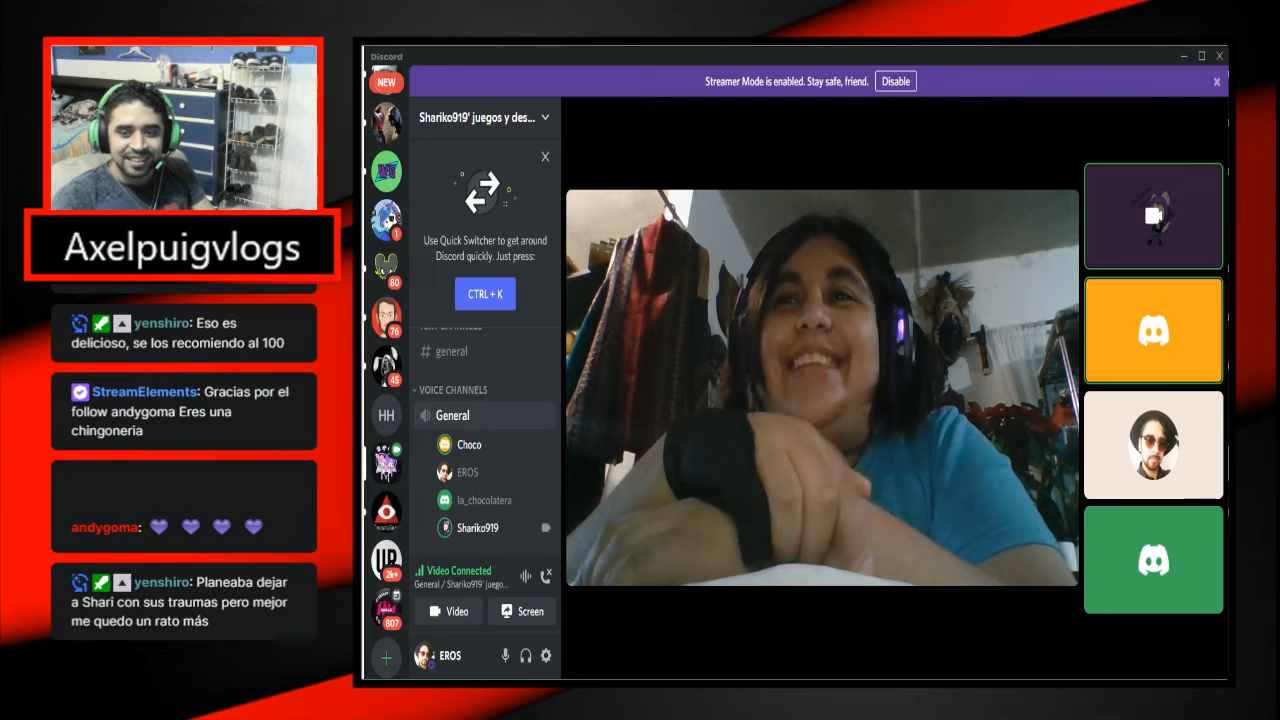 Axelpuigvlogs
yenshiro: Eso es
delicioso, se los recomiendo al 100
StreamElements: Gracias por el
follow andygoma Eres una
chingoneria
andygoma:
yenshiro: Planeaba dejar
a Shari con sus traumas pero mejor
me quedo un rato más
Discord
Streamer Mode is enabled. Stay safe, friend.
Disable
NEW
1
80
76
45
HH
2k+
807
Shariko919' juegos y des...
Use Quick Switcher to get around
Discord quickly. Just press:
CTRL + K
TEXT CHANNELS
# general
VOICE CHANNELS
General
Choco
EROS
la_chocolatera
Shariko919
Video Connected
General / Shariko919' juego...
Video
Screen
EROS